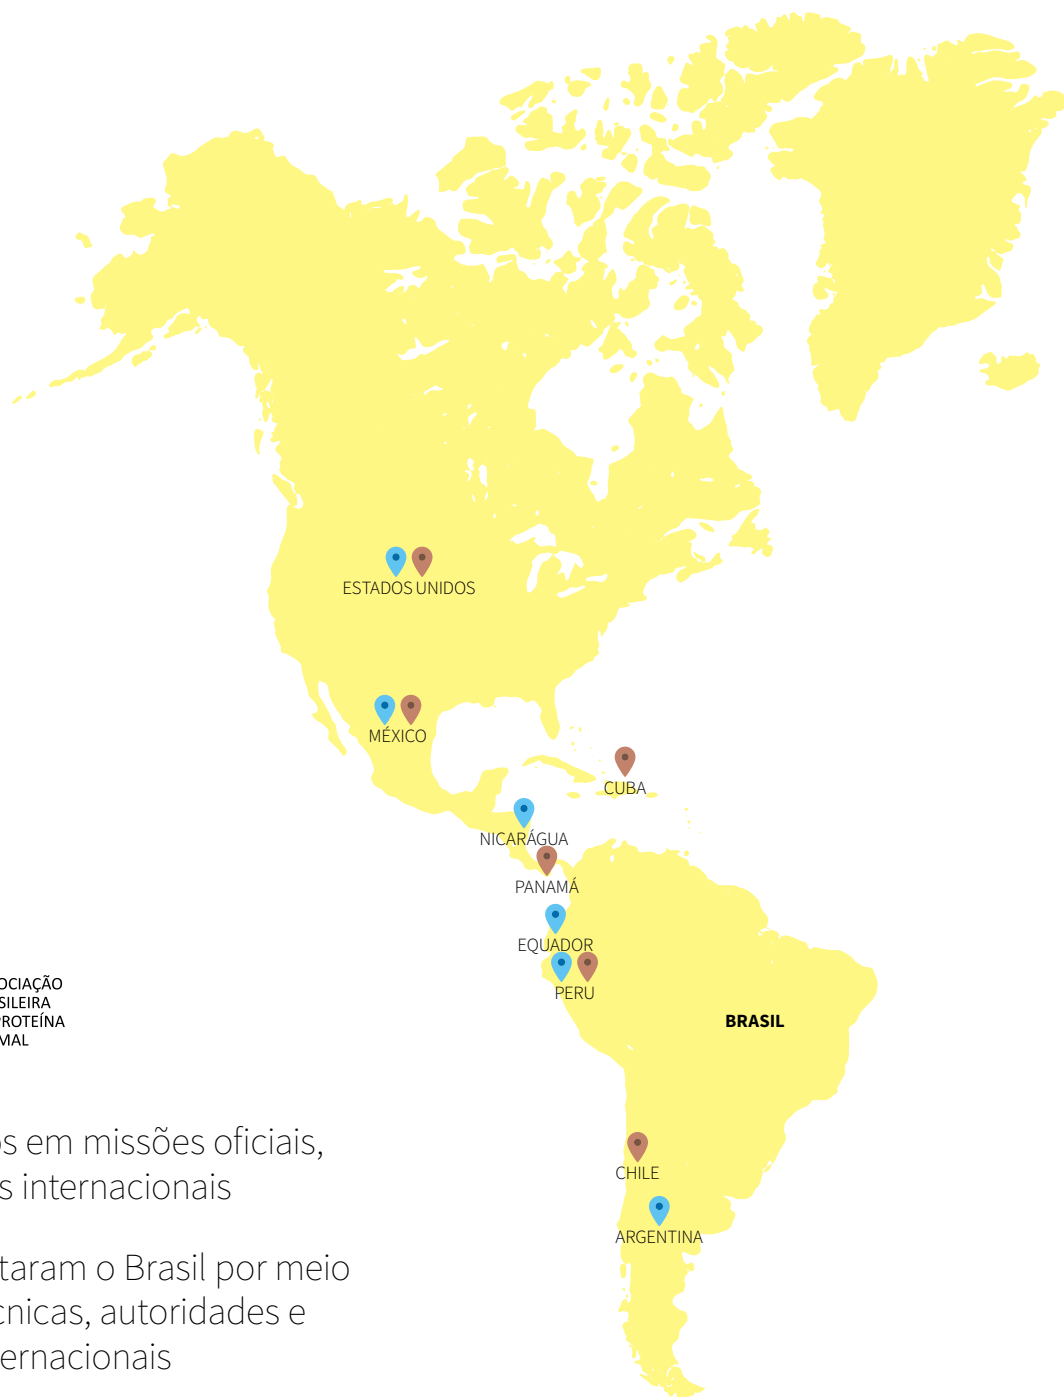 ESTADOS UNIDOS
MÉXICO
CUBA
NICARÁGUA
PANAMÁ
EQUADOR
PERU
BRASIL
CHILE
ARGENTINA
OCIAÇÃO
SILEIRA
PROTEÍNA
MAL
s em missões oficiais,
s internacionais
taram o Brasil por meio
cnicas, autoridades e
ernacionais